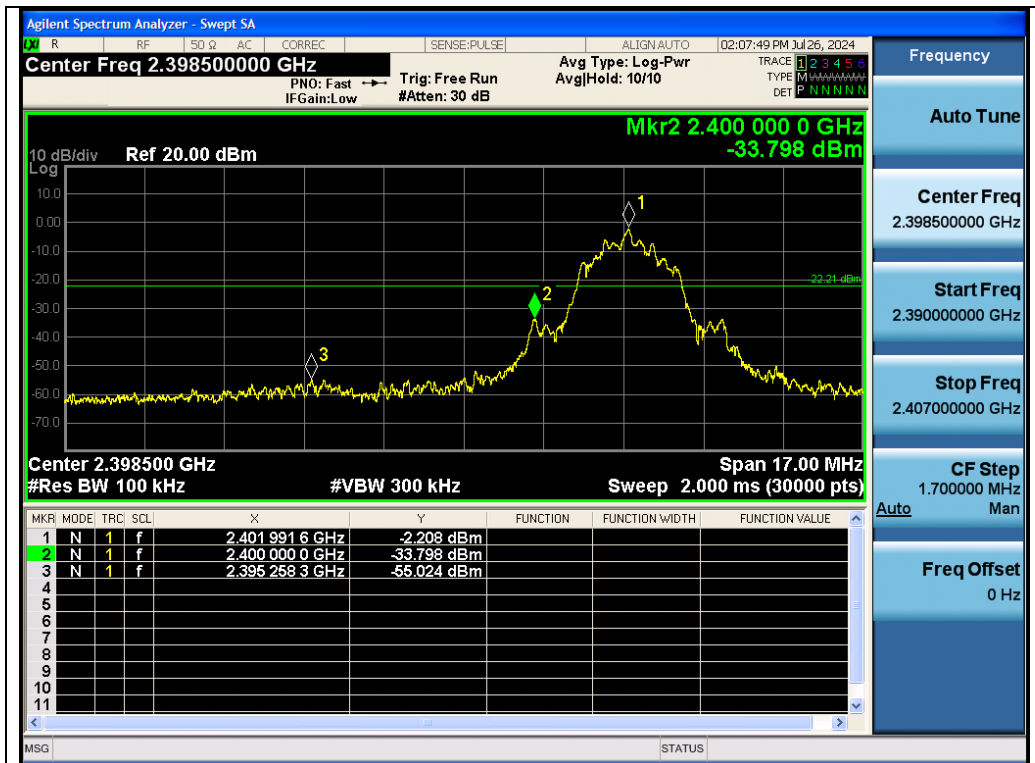 Agilent Spectrum Analyzer - Swept SA
LXI R RF 50 Ω AC CORREC SENSE:PULSE ALIGN AUTO 02:07:49 PM Jul 26, 2024
Center Freq 2.398500000 GHz
PNO: Fast
IFGain:Low
Trig: Free Run
#Atten: 30 dB
Avg Type: Log-Pwr
Avg|Hold: 10/10
TRACE 1 2 3 4 5 6
TYPE M
DET P N N N N N
Mkr2 2.400 000 0 GHz
-33.798 dBm
10 dB/div Ref 20.00 dBm
Log
10.0
0.00
-10.0
-20.0
-30.0
-40.0
-50.0
-60.0
-70.0
1
2
3
-22.21 dBm
Center 2.398500 GHz Span 17.00 MHz
#Res BW 100 kHz #VBW 300 kHz Sweep 2.000 ms (30000 pts)
MKR MODE TRC SCL X Y FUNCTION FUNCTION WIDTH FUNCTION VALUE
1 N 1 f 2.401 991 6 GHz -2.208 dBm
2 N 1 f 2.400 000 0 GHz -33.798 dBm
3 N 1 f 2.395 258 3 GHz -55.024 dBm
4
5
6
7
8
9
10
11
MSG STATUS
Frequency
Auto Tune
Center Freq
2.398500000 GHz
Start Freq
2.390000000 GHz
Stop Freq
2.407000000 GHz
CF Step
1.700000 MHz
Auto Man
Freq Offset
0 Hz